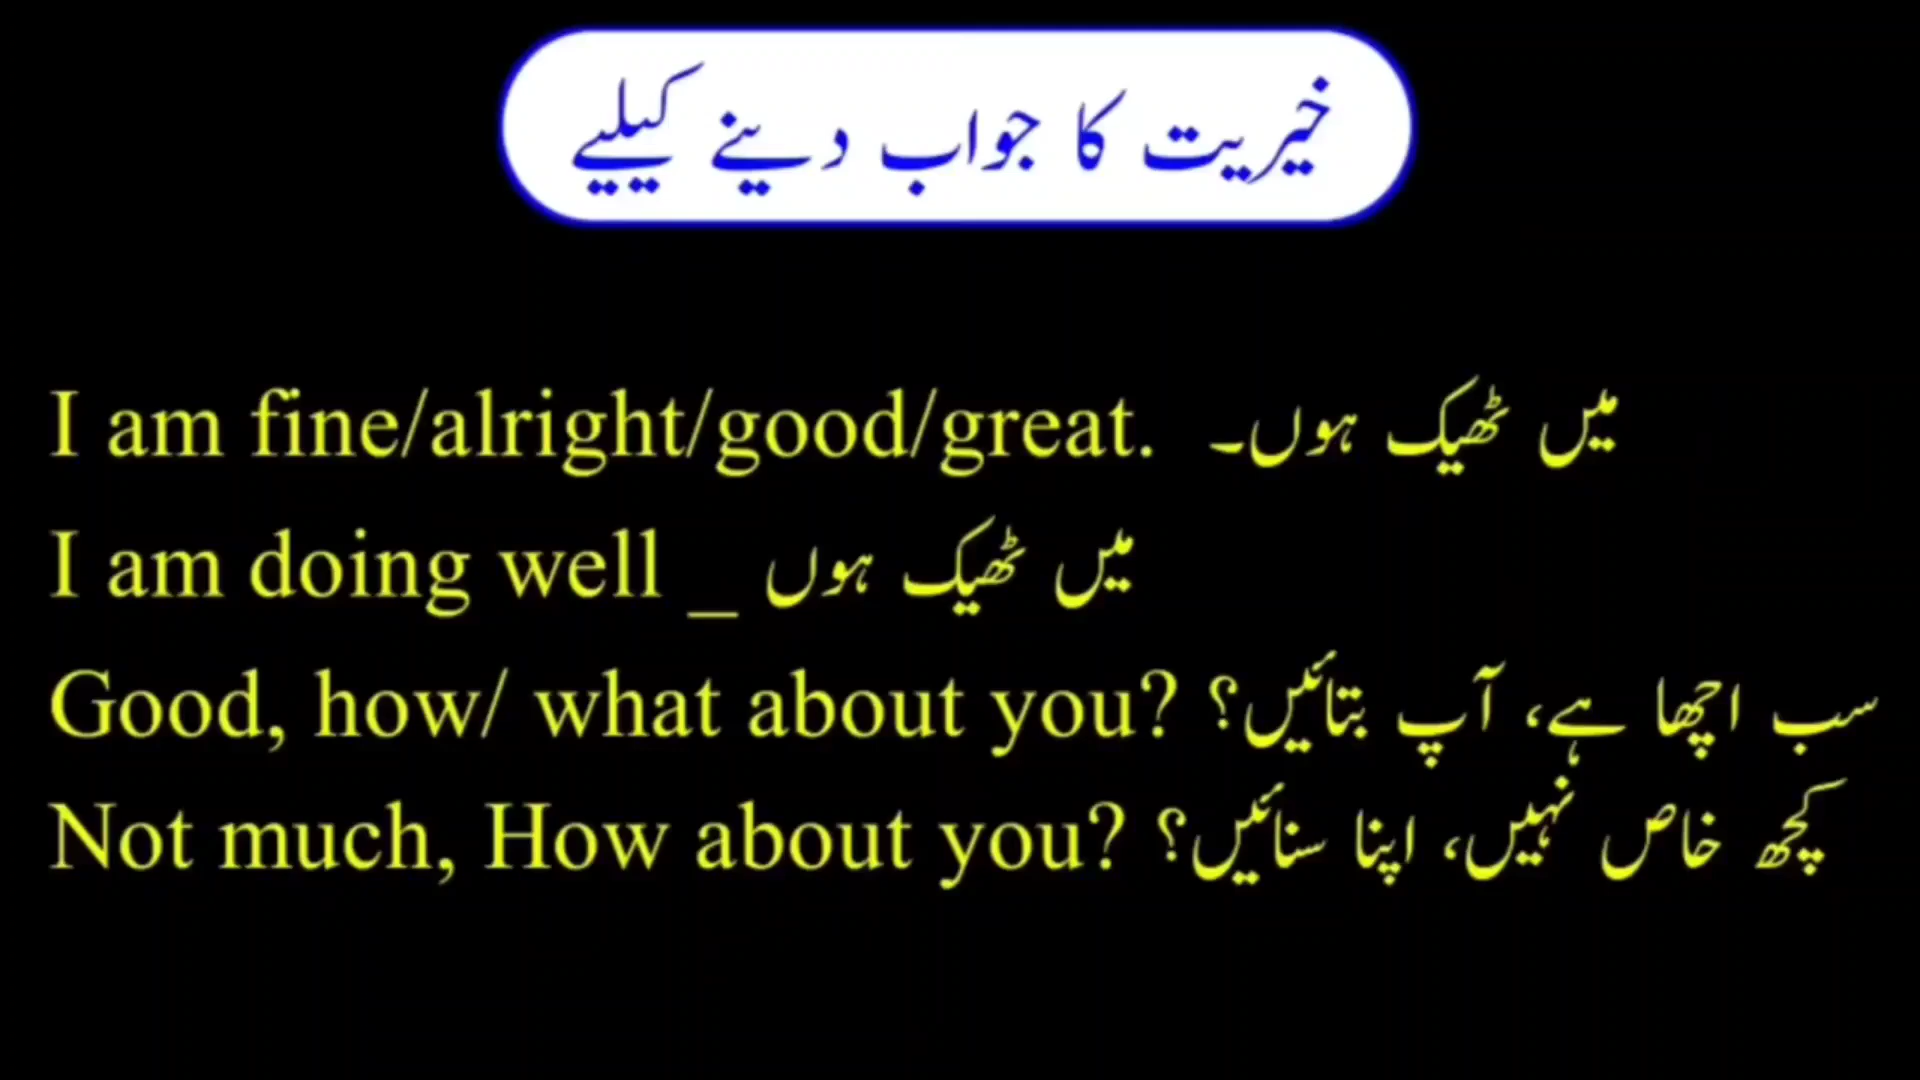 خیریت کا جواب دینے کیلیے
I am fine/alright/good/great. میں ٹھیک ہوں۔
I am doing well _ میں ٹھیک ہوں
Good, how/ what about you? سب اچھا ہے، آپ بتائیں؟
Not much, How about you? کچھ خاص نہیں، اپنا سنائیں؟